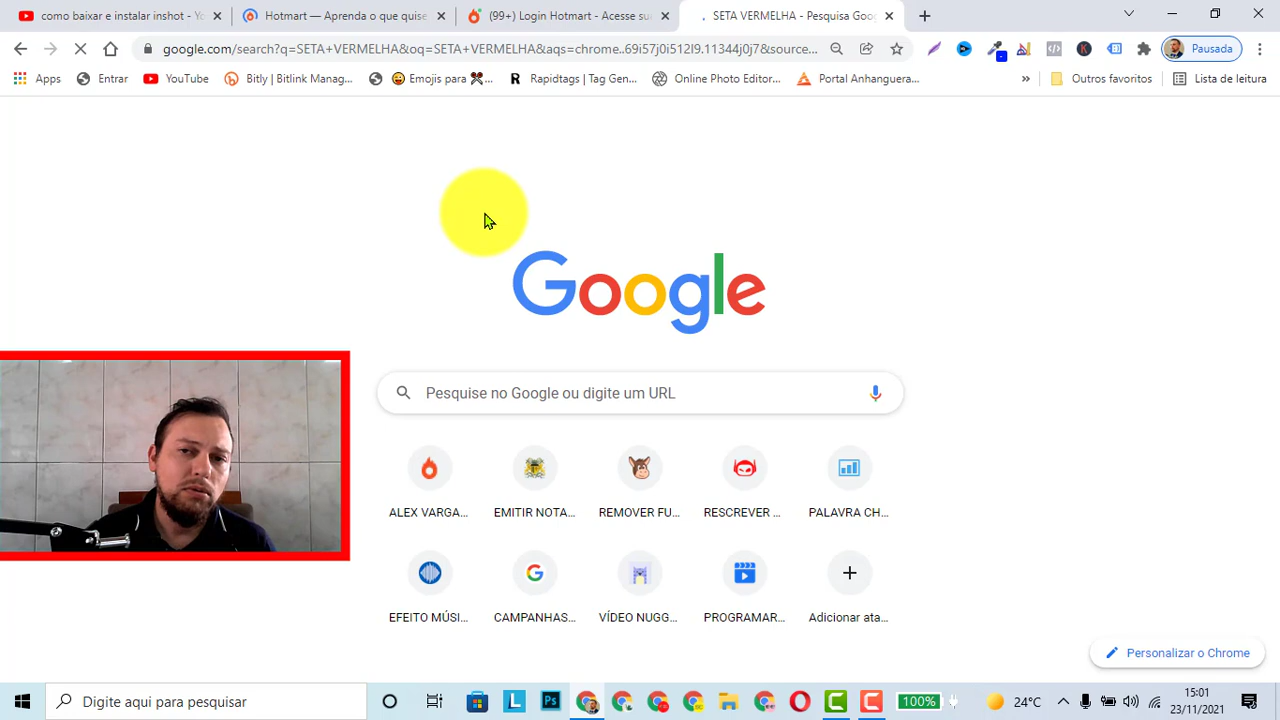 como baixar e instalar inshot - Yo
Hotmart — Aprenda o que quise
(99+) Login Hotmart - Acesse su
SETA VERMELHA - Pesquisa Goog
google.com/search?q=SETA+VERMELHA&oq=SETA+VERMELHA&aqs=chrome..69i57j0i512l9.11344j0j7&source...
Pausada
Apps
Entrar
YouTube
Bitly | Bitlink Manag...
Emojis para ...
Rapidtags | Tag Gen...
Online Photo Editor...
Portal Anhanguera...
»
Outros favoritos
Lista de leitura
Google
Pesquise no Google ou digite um URL
ALEX VARGA...
EMITIR NOTA...
REMOVER FU...
RESCREVER ...
PALAVRA CH...
EFEITO MÚSI...
CAMPANHAS...
VÍDEO NUGG...
PROGRAMAR...
Adicionar ata...
Personalizar o Chrome
Digite aqui para pesquisar
L
Ps
100%
24°C
15:01
23/11/2021